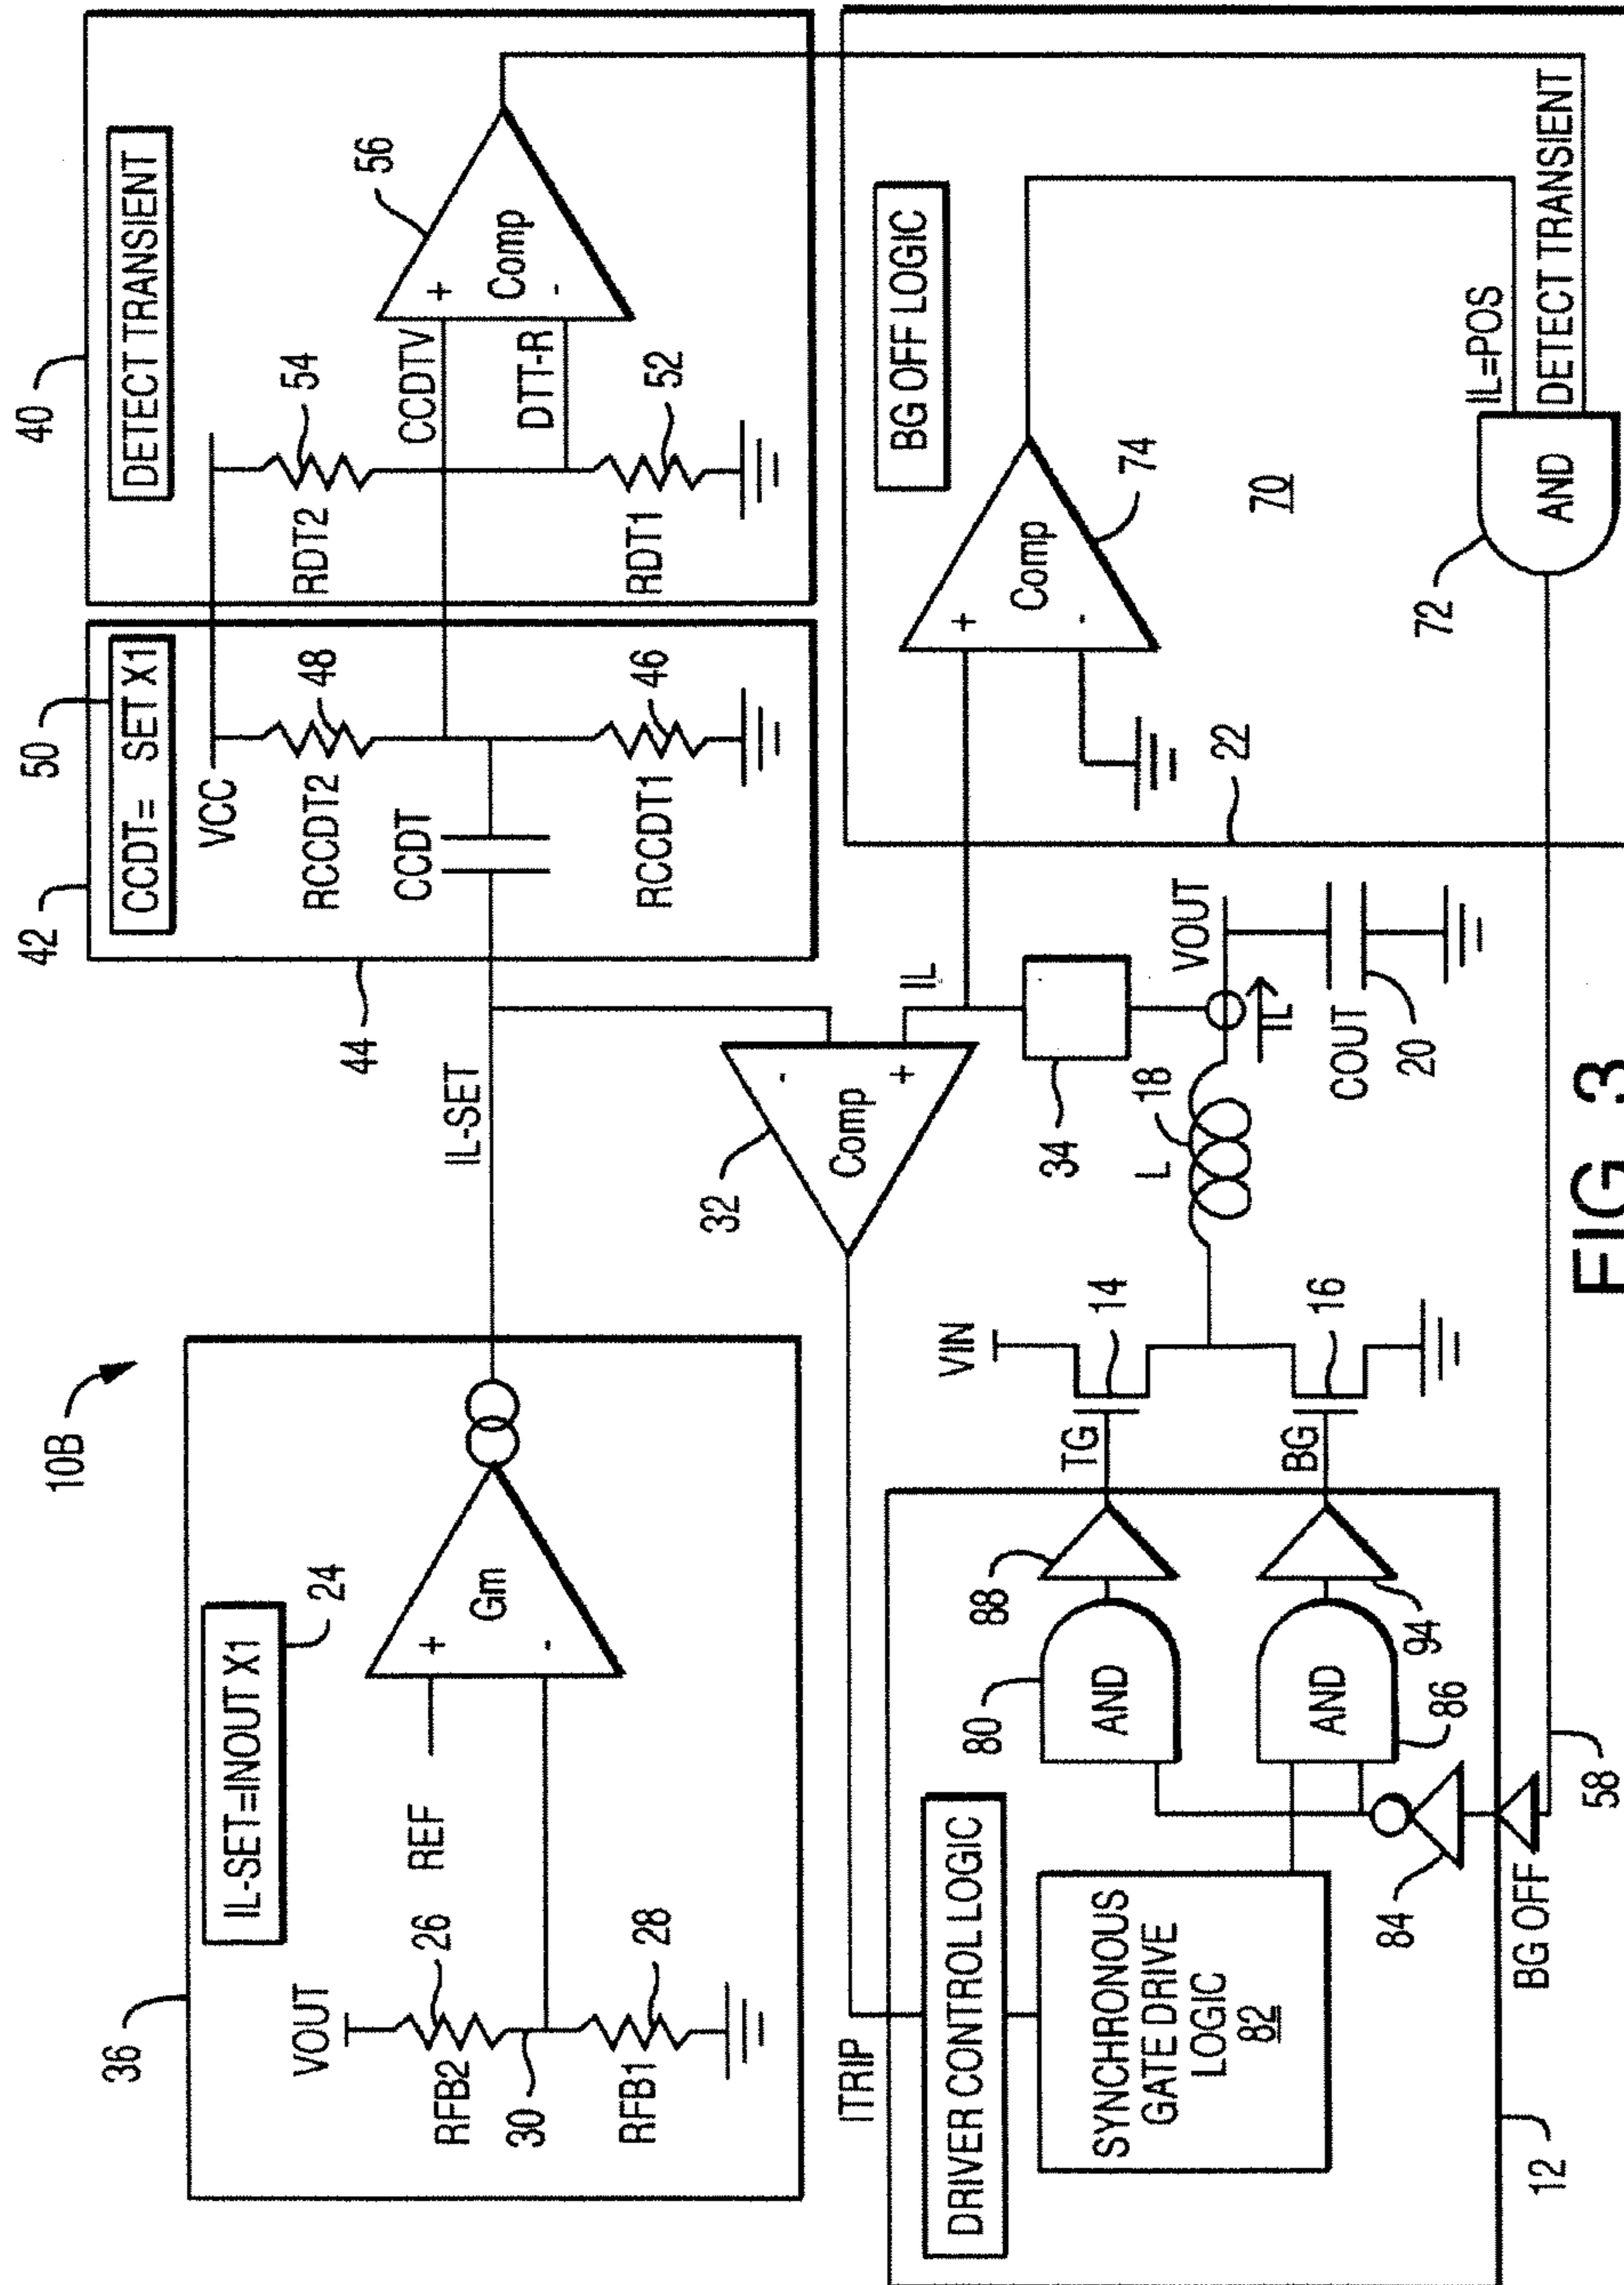 10B
36
IL-SET=INOUT X1
24
VOUT
RFB2
26
30
RFB1
28
REF
+
-
Gm
IL-SET
44
42
50
CCDT= SET X1
VCC
RCCDT2
48
CCDT
RCCDT1
46
40
DETECT TRANSIENT
RDT2
54
CCDTV
DTT-R
RDT1
52
+
-
Comp
56
32
-
+
Comp
IL
34
ITRIP
DRIVER CONTROL LOGIC
SYNCHRONOUS
GATE DRIVE
LOGIC
82
80
AND
88
AND
86
94
84
BG OFF
12
58
TG
BG
VIN
14
16
L
18
IL
VOUT
COUT
20
22
BG OFF LOGIC
+
-
Comp
74
70
72
AND
IL=POS
DETECT TRANSIENT
FIG. 3